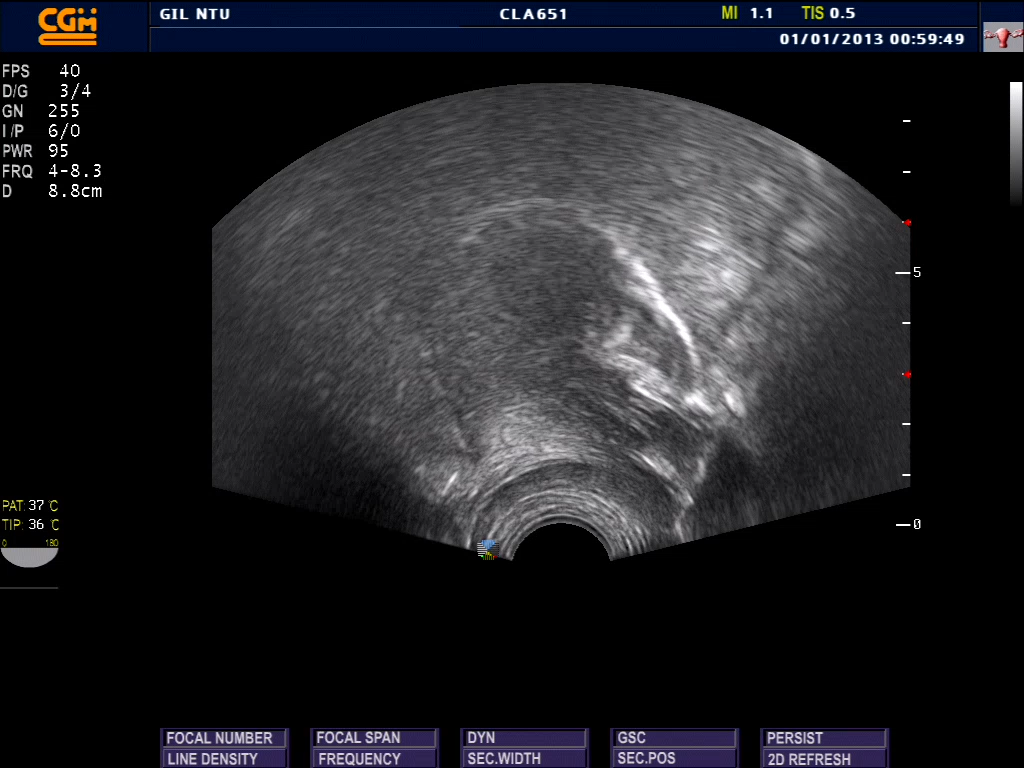 CGM
GIL NTU CLA651 MI 1.1 TIS 0.5
01/01/2013 00:59:49
FPS 40
D/G 3/4
GN 255
I/P 6/0
PWR 95
FRQ 4-8.3
D 8.8cm
5
PAT: 37 °C
TIP: 36 °C
0 180
0
FOCAL NUMBER FOCAL SPAN DYN GSC PERSIST
LINE DENSITY FREQUENCY SEC.WIDTH SEC.POS 2D REFRESH